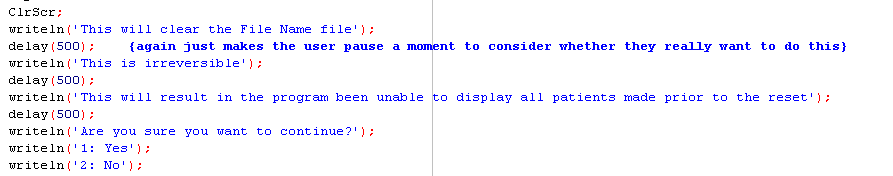 ClrScr;
writeln('This will clear the File Name file');
delay(500);    {again just makes the user pause a moment to consider whether they really want to do this}
writeln('This is irreversible');
delay(500);
writeln('This will result in the program been unable to display all patients made prior to the reset');
delay(500);
writeln('Are you sure you want to continue?');
writeln('1: Yes');
writeln('2: No');